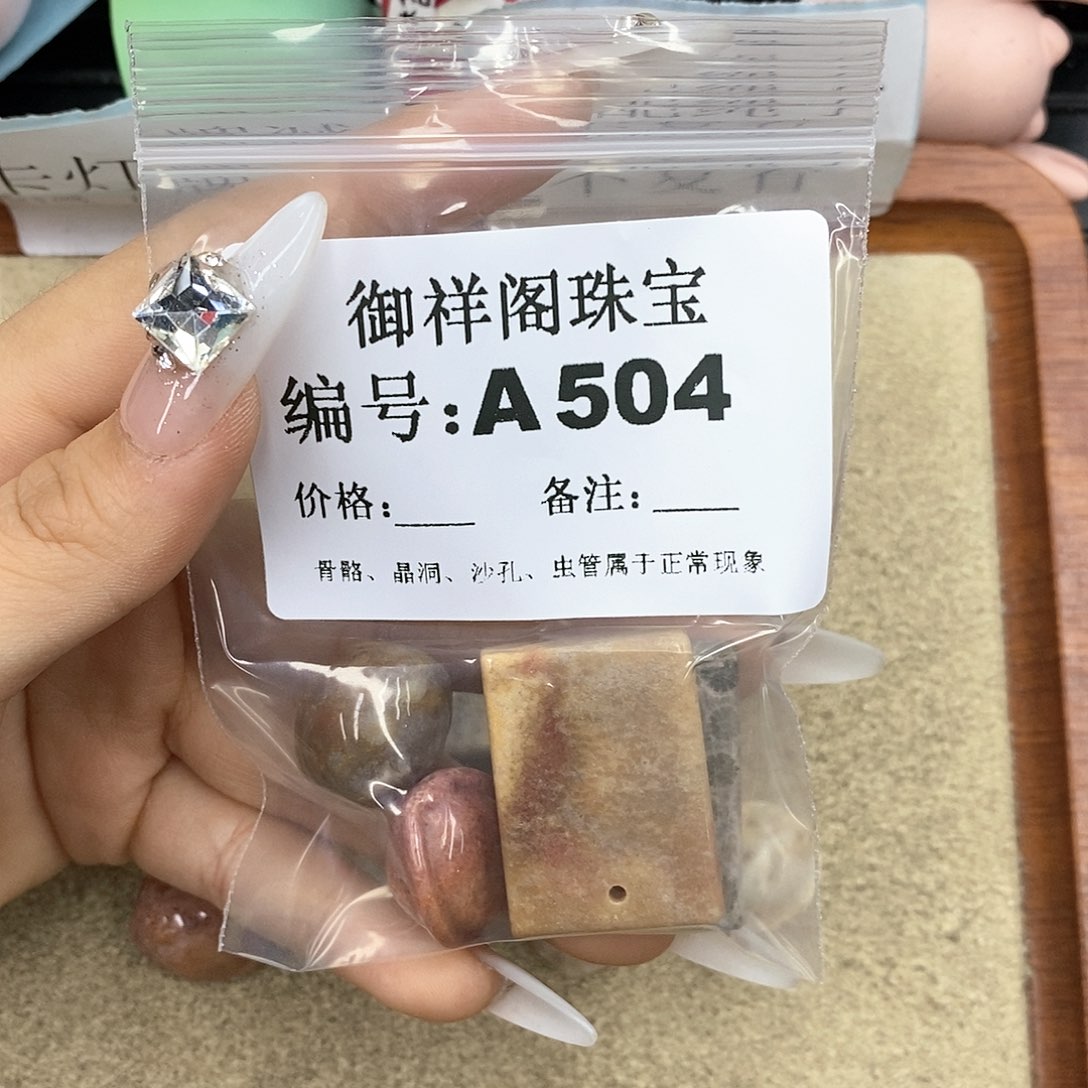 御祥阁珠宝
编号:A504
价格:____ 备注:____
骨骼、晶洞、沙孔、虫管属于正常现象